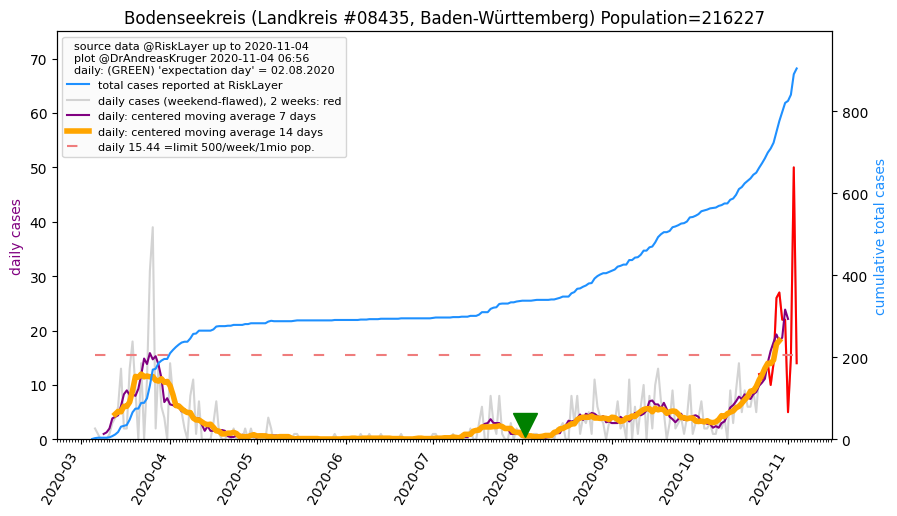 Bodenseekreis (Landkreis #08435, Baden-Württemberg) Population=216227
source data @RiskLayer up to 2020-11-04
plot @DrAndreasKruger 2020-11-04 06:56
daily: (GREEN) 'expectation day' = 02.08.2020
total cases reported at RiskLayer
daily cases (weekend-flawed), 2 weeks: red
daily: centered moving average 7 days
daily: centered moving average 14 days
daily 15.44 =limit 500/week/1mio pop.
daily cases
70
60
50
40
30
20
10
0
cumulative total cases
800
600
400
200
0
2020-03
2020-04
2020-05
2020-06
2020-07
2020-08
2020-09
2020-10
2020-11